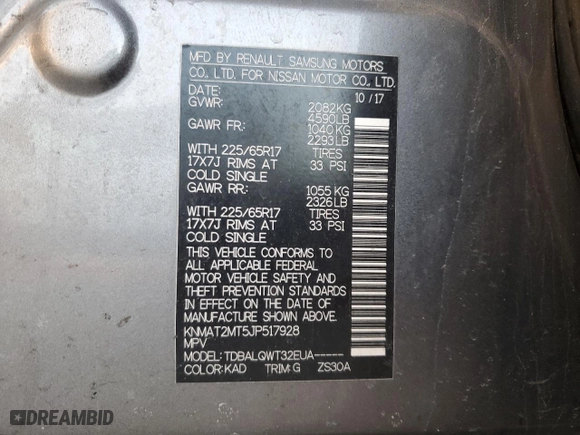 MFD BY RENAULT SAMSUNG MOTORS
CO., LTD. FOR NISSAN MOTOR CO., LTD.
DATE: 10/17
GVWR: 2082KG
4590LB
GAWR FR: 1040KG
2293LB
WITH 225/65R17 TIRES
17X7J RIMS AT 33 PSI
COLD SINGLE
GAWR RR: 1055KG
2326LB
WITH 225/65R17 TIRES
17X7J RIMS AT 33 PSI
COLD SINGLE
THIS VEHICLE CONFORMS TO
ALL APPLICABLE FEDERAL
MOTOR VEHICLE SAFETY AND
THEFT PREVENTION STANDARDS
IN EFFECT ON THE DATE OF
MANUFACTURE SHOWN ABOVE.
KNMAT2MT5JP517928
MPV
MODEL: TDBALQWT32EUA-----
COLOR: KAD TRIM: G ZS30A
DREAMBID